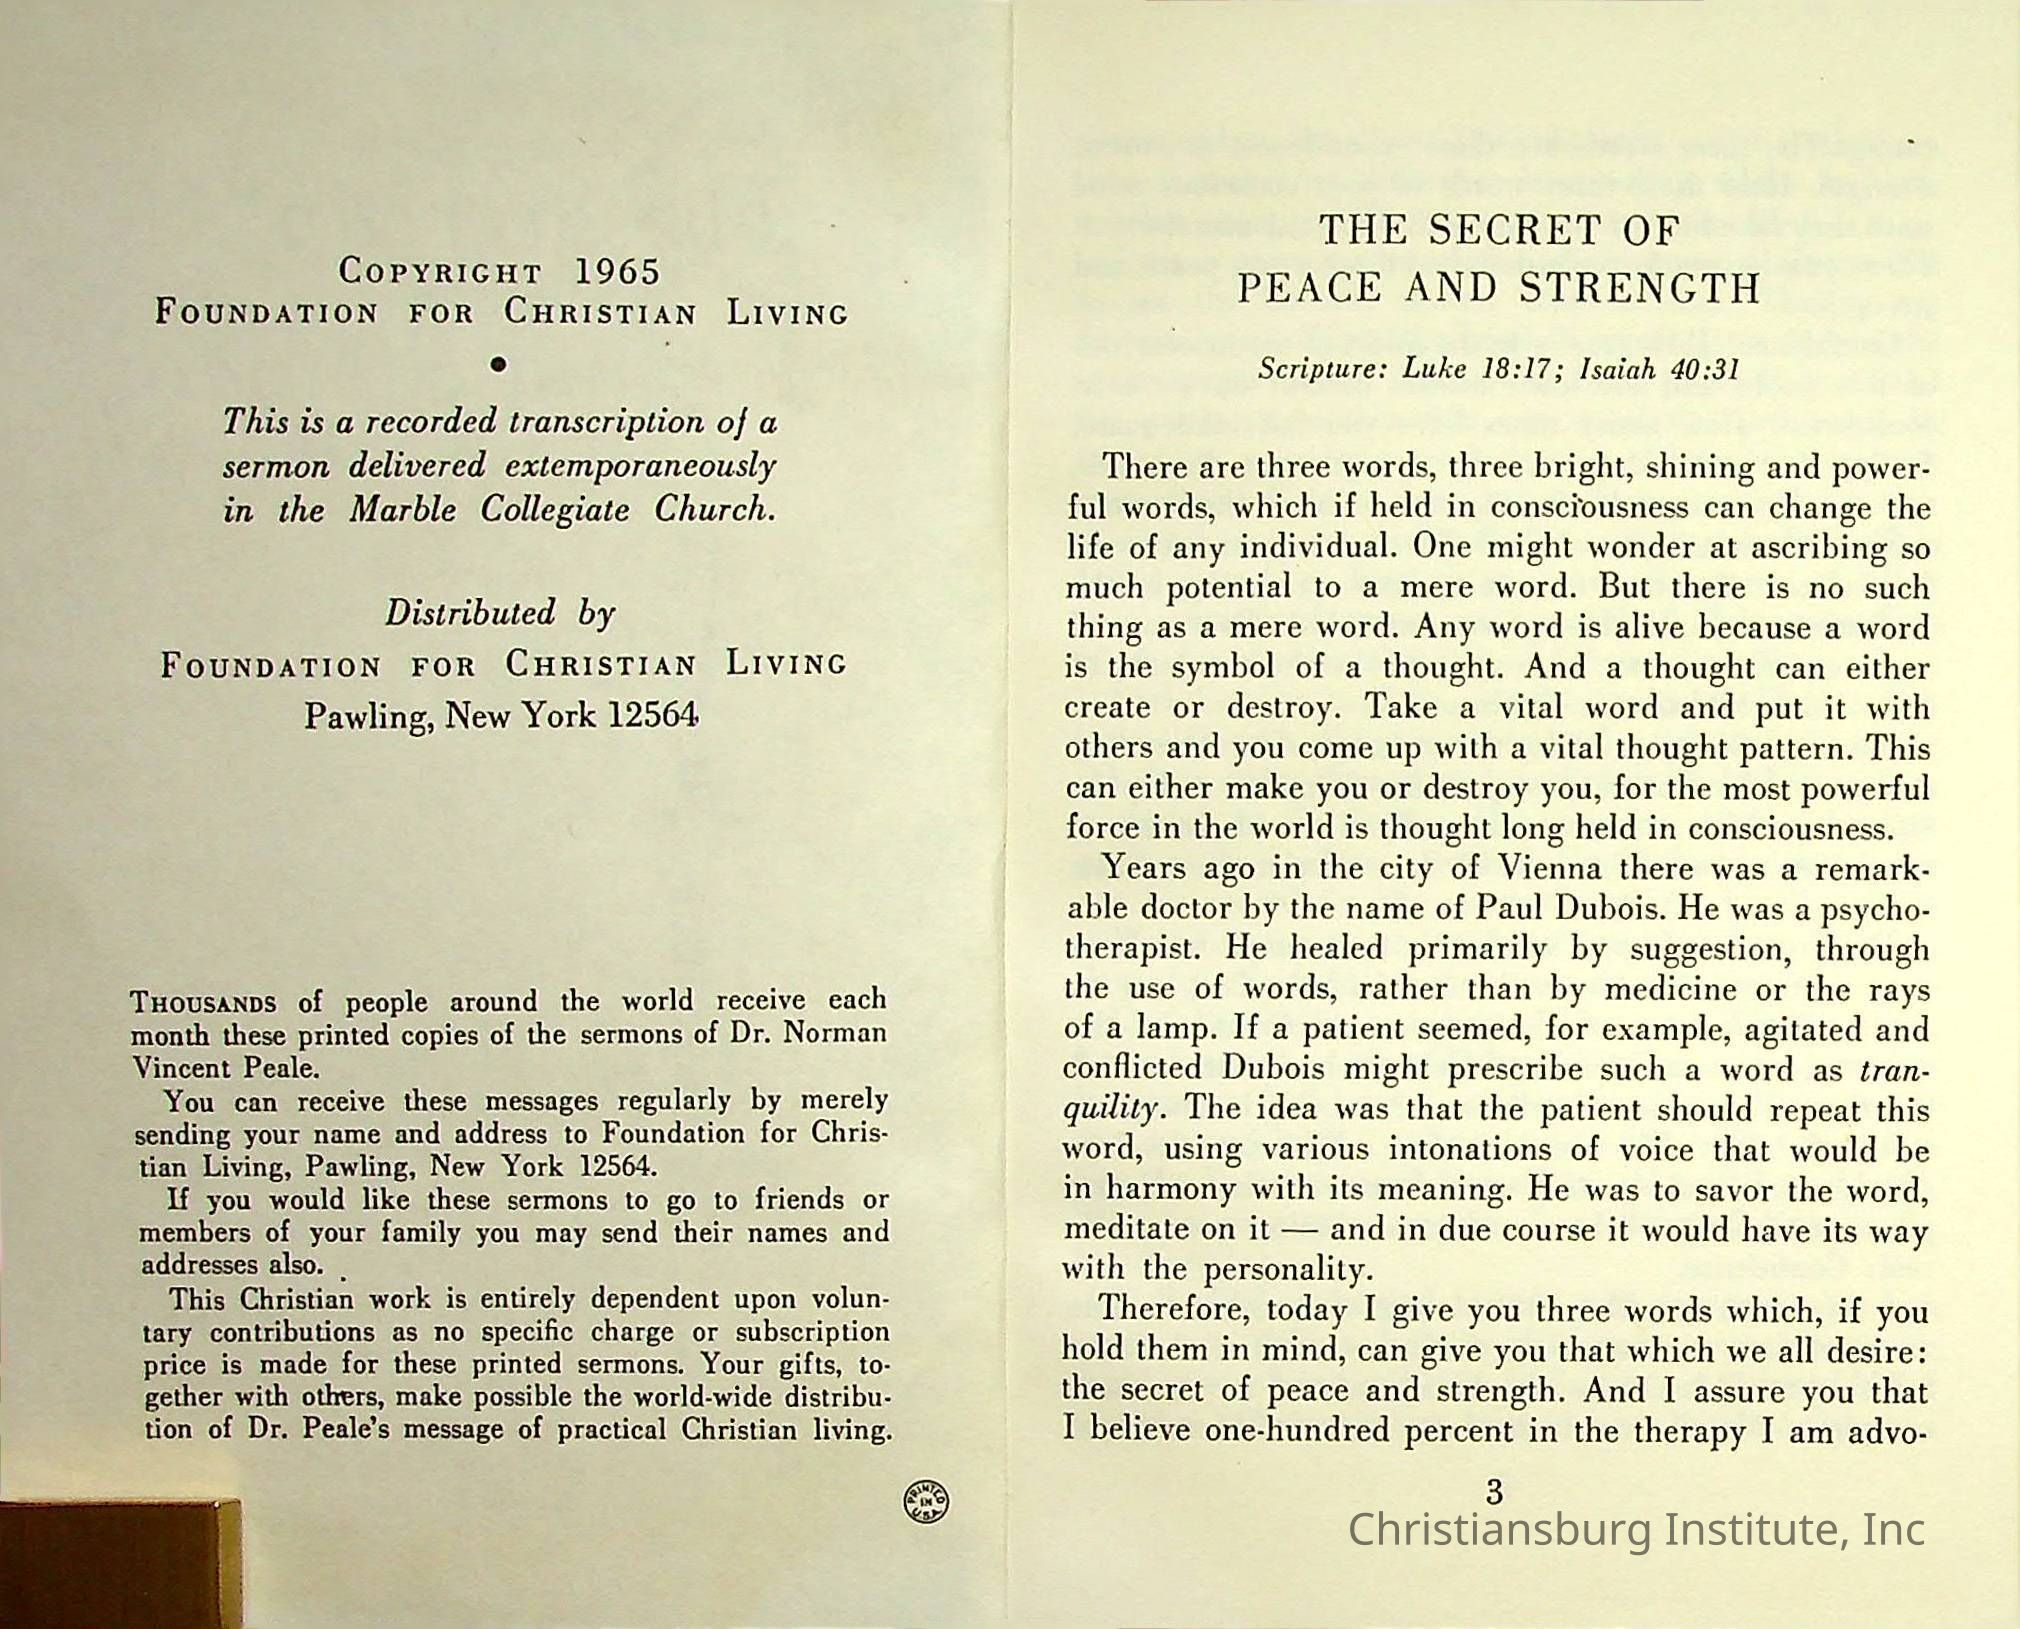 COPYRIGHT 1965
FOUNDATION FOR CHRISTIAN LIVING
●
This is a recorded transcription of a
sermon delivered extemporaneously
in the Marble Collegiate Church.
Distributed by
FOUNDATION FOR CHRISTIAN LIVING
Pawling, New York 12564
THOUSANDS of people around the world receive each
month these printed copies of the sermons of Dr. Norman
Vincent Peale.
You can receive these messages regularly by merely
sending your name and address to Foundation for Chris-
tian Living, Pawling, New York 12564.
If you would like these sermons to go to friends or
members of your family you may send their names and
addresses also.
This Christian work is entirely dependent upon volun-
tary contributions as no specific charge or subscription
price is made for these printed sermons. Your gifts, to-
gether with others, make possible the world-wide distribu-
tion of Dr. Peale's message of practical Christian living.
PRINTED
IN
U.S.A.
THE SECRET OF
PEACE AND STRENGTH
Scripture: Luke 18:17; Isaiah 40:31
There are three words, three bright, shining and power-
ful words, which if held in consciousness can change the
life of any individual. One might wonder at ascribing so
much potential to a mere word. But there is no such
thing as a mere word. Any word is alive because a word
is the symbol of a thought. And a thought can either
create or destroy. Take a vital word and put it with
others and you come up with a vital thought pattern. This
can either make you or destroy you, for the most powerful
force in the world is thought long held in consciousness.
Years ago in the city of Vienna there was a remark-
able doctor by the name of Paul Dubois. He was a psycho-
therapist. He healed primarily by suggestion, through
the use of words, rather than by medicine or the rays
of a lamp. If a patient seemed, for example, agitated and
conflicted Dubois might prescribe such a word as tran-
quility. The idea was that the patient should repeat this
word, using various intonations of voice that would be
in harmony with its meaning. He was to savor the word,
meditate on it — and in due course it would have its way
with the personality.
Therefore, today I give you three words which, if you
hold them in mind, can give you that which we all desire:
the secret of peace and strength. And I assure you that
I believe one-hundred percent in the therapy I am advo-
3
Christiansburg Institute, Inc